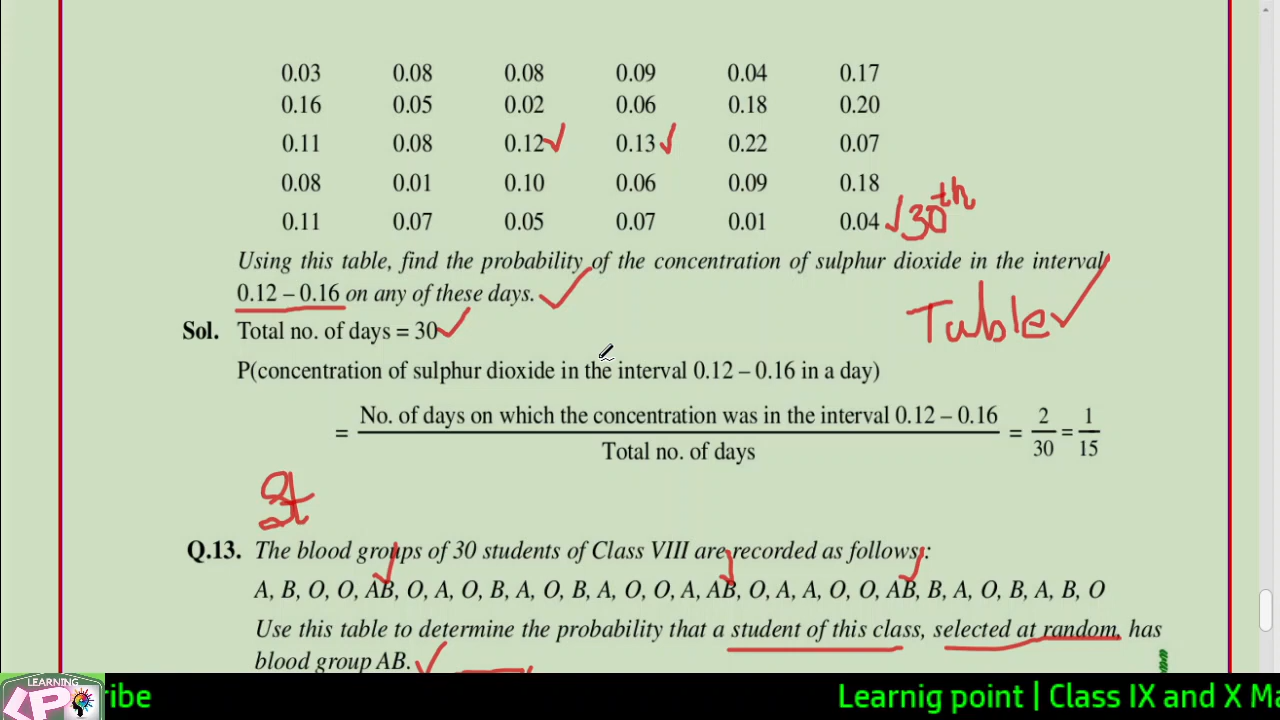 0.03 0.08 0.08 0.09 0.04 0.17
0.16 0.05 0.02 0.06 0.18 0.20
0.11 0.08 0.12 0.13 0.22 0.07
0.08 0.01 0.10 0.06 0.09 0.18
0.11 0.07 0.05 0.07 0.01 0.04 30th
Using this table, find the probability of the concentration of sulphur dioxide in the interval
0.12 – 0.16 on any of these days.
Table
Sol. Total no. of days = 30
P(concentration of sulphur dioxide in the interval 0.12 – 0.16 in a day)
= No. of days on which the concentration was in the interval 0.12 – 0.16 / Total no. of days = 2/30 = 1/15
Q.13. The blood groups of 30 students of Class VIII are recorded as follows:
A, B, O, O, AB, O, A, O, B, A, O, B, A, O, O, A, AB, O, A, A, O, O, AB, B, A, O, B, A, B, O
Use this table to determine the probability that a student of this class, selected at random, has
blood group AB.
LEARNING
P
ribe Learnig point | Class IX and X Ma